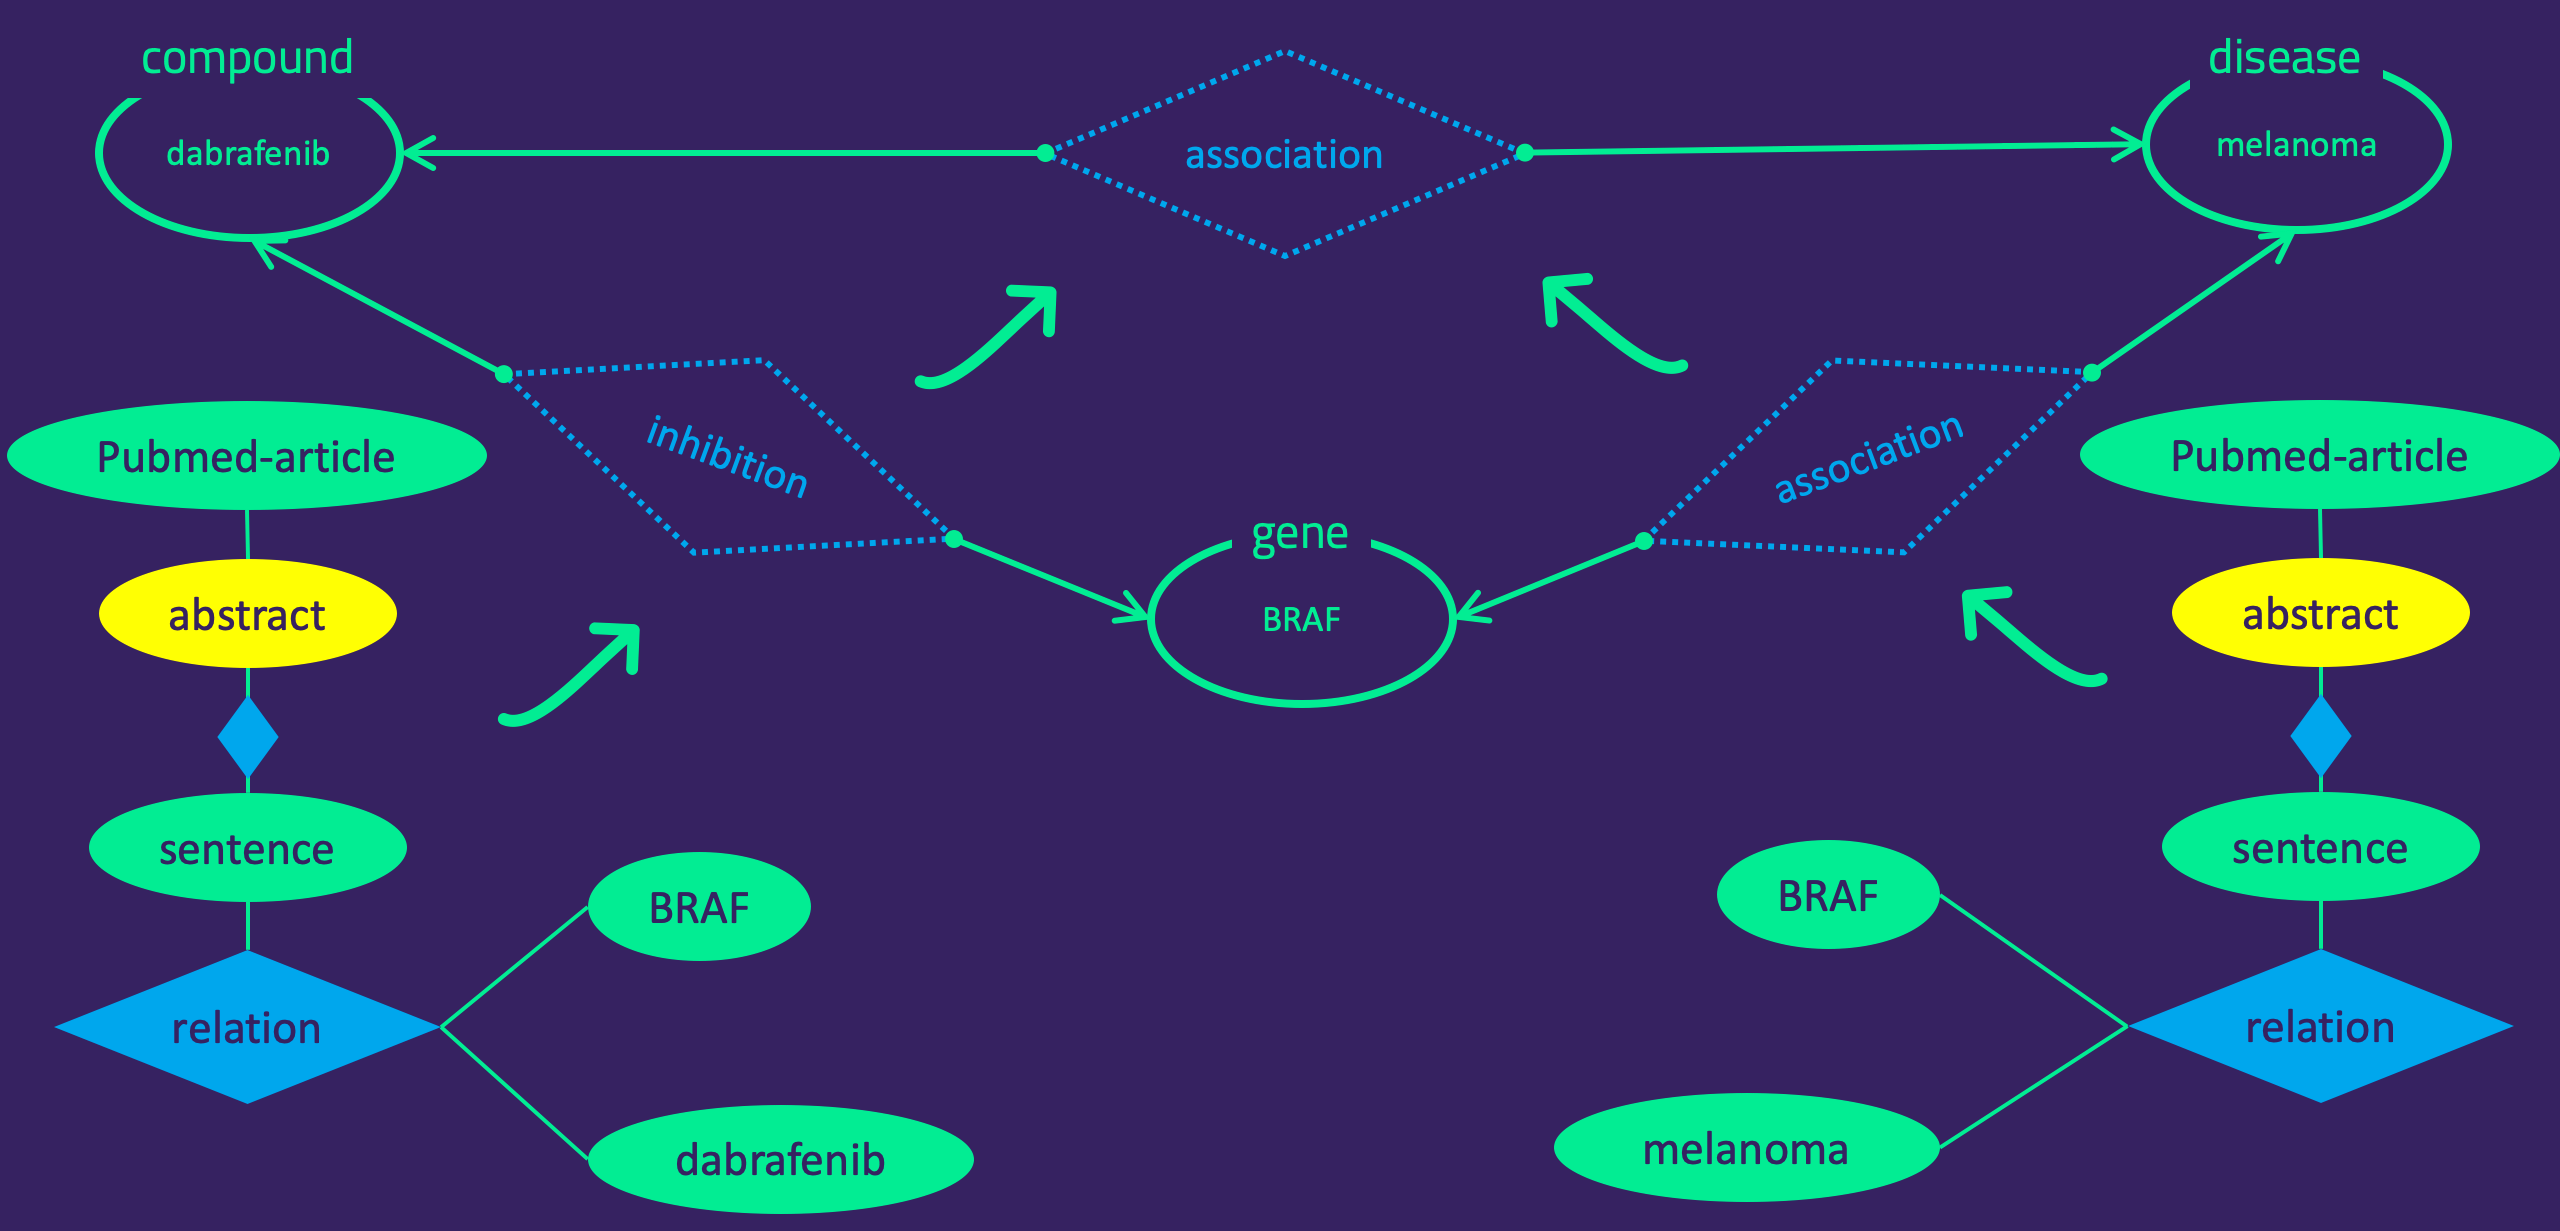 compound
disease
dabrafenib
association
melanoma
inhibition
association
Pubmed-article
Pubmed-article
gene
BRAF
abstract
abstract
sentence
sentence
BRAF
BRAF
relation
relation
dabrafenib
melanoma